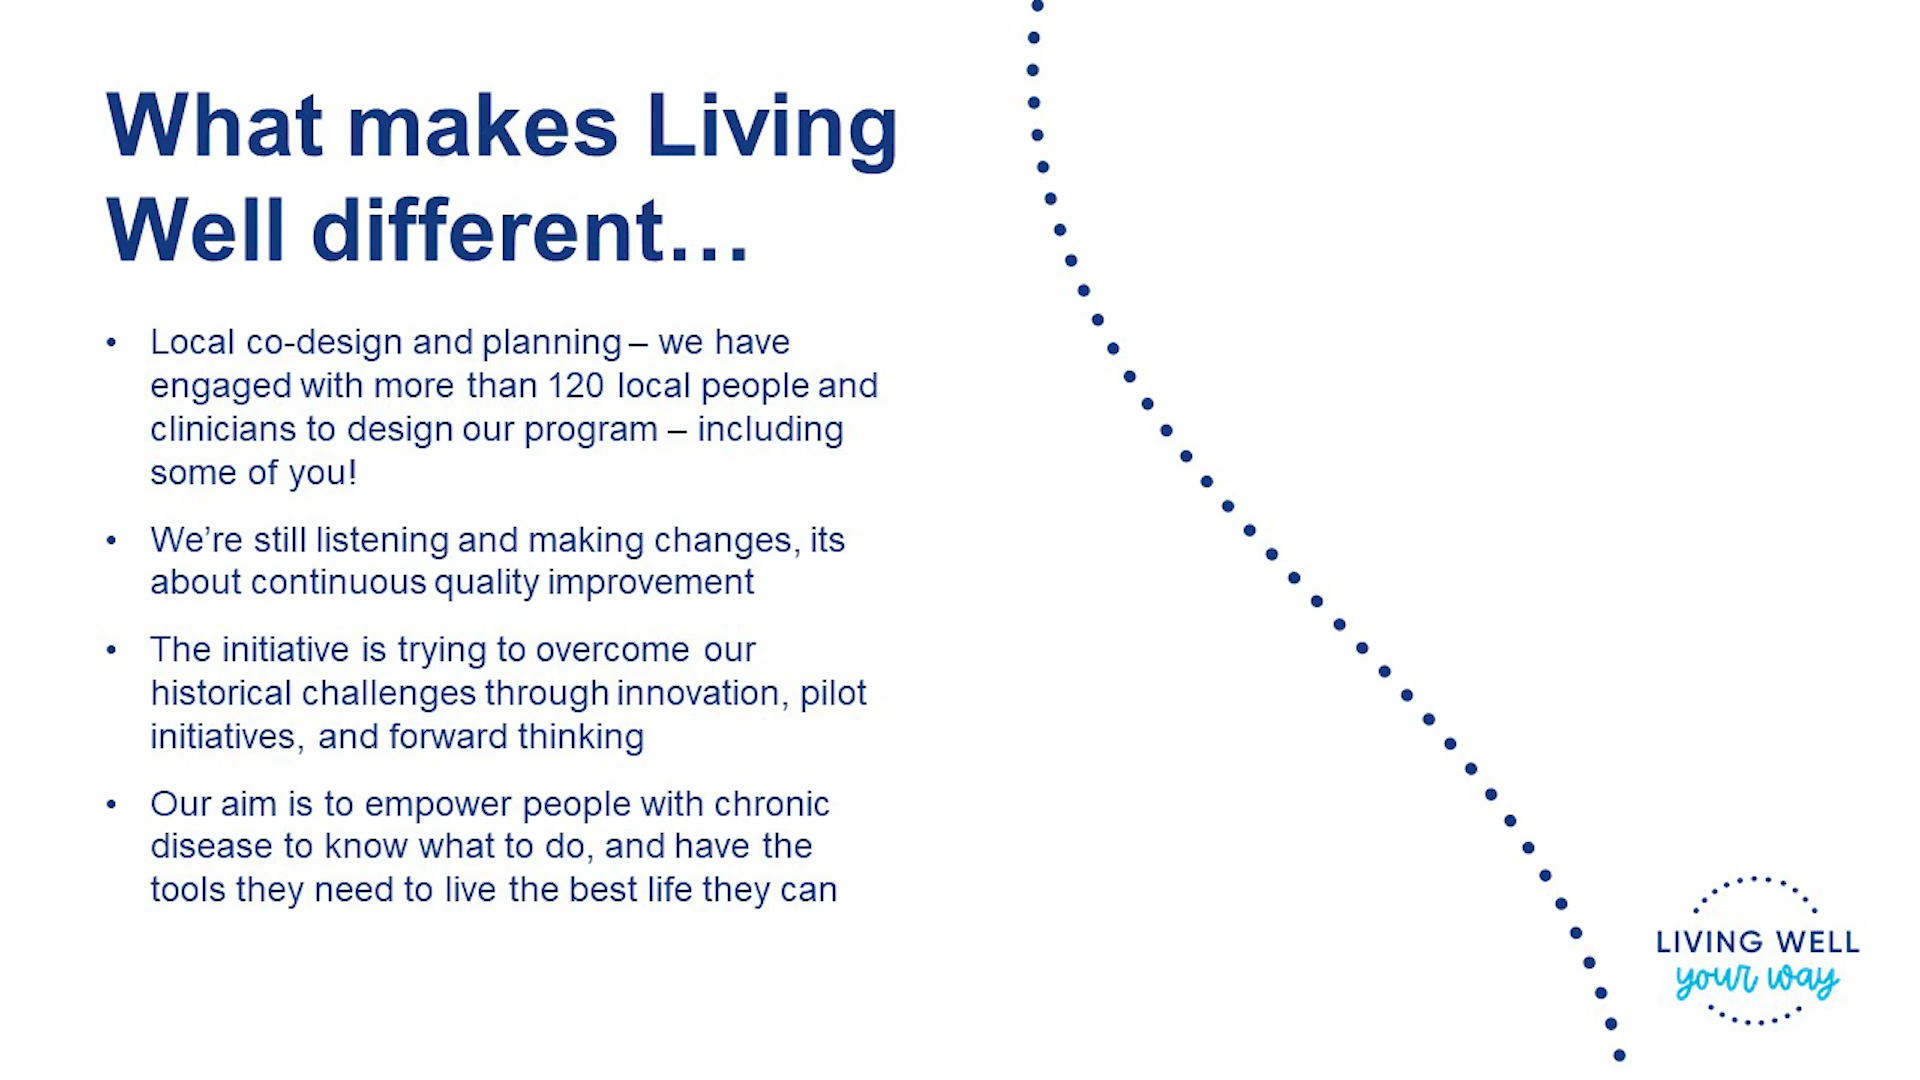 What makes Living
Well different…
• Local co-design and planning – we have
engaged with more than 120 local people and
clinicians to design our program – including
some of you!
• We’re still listening and making changes, its
about continuous quality improvement
• The initiative is trying to overcome our
historical challenges through innovation, pilot
initiatives, and forward thinking
• Our aim is to empower people with chronic
disease to know what to do, and have the
tools they need to live the best life they can
LIVING WELL
your way